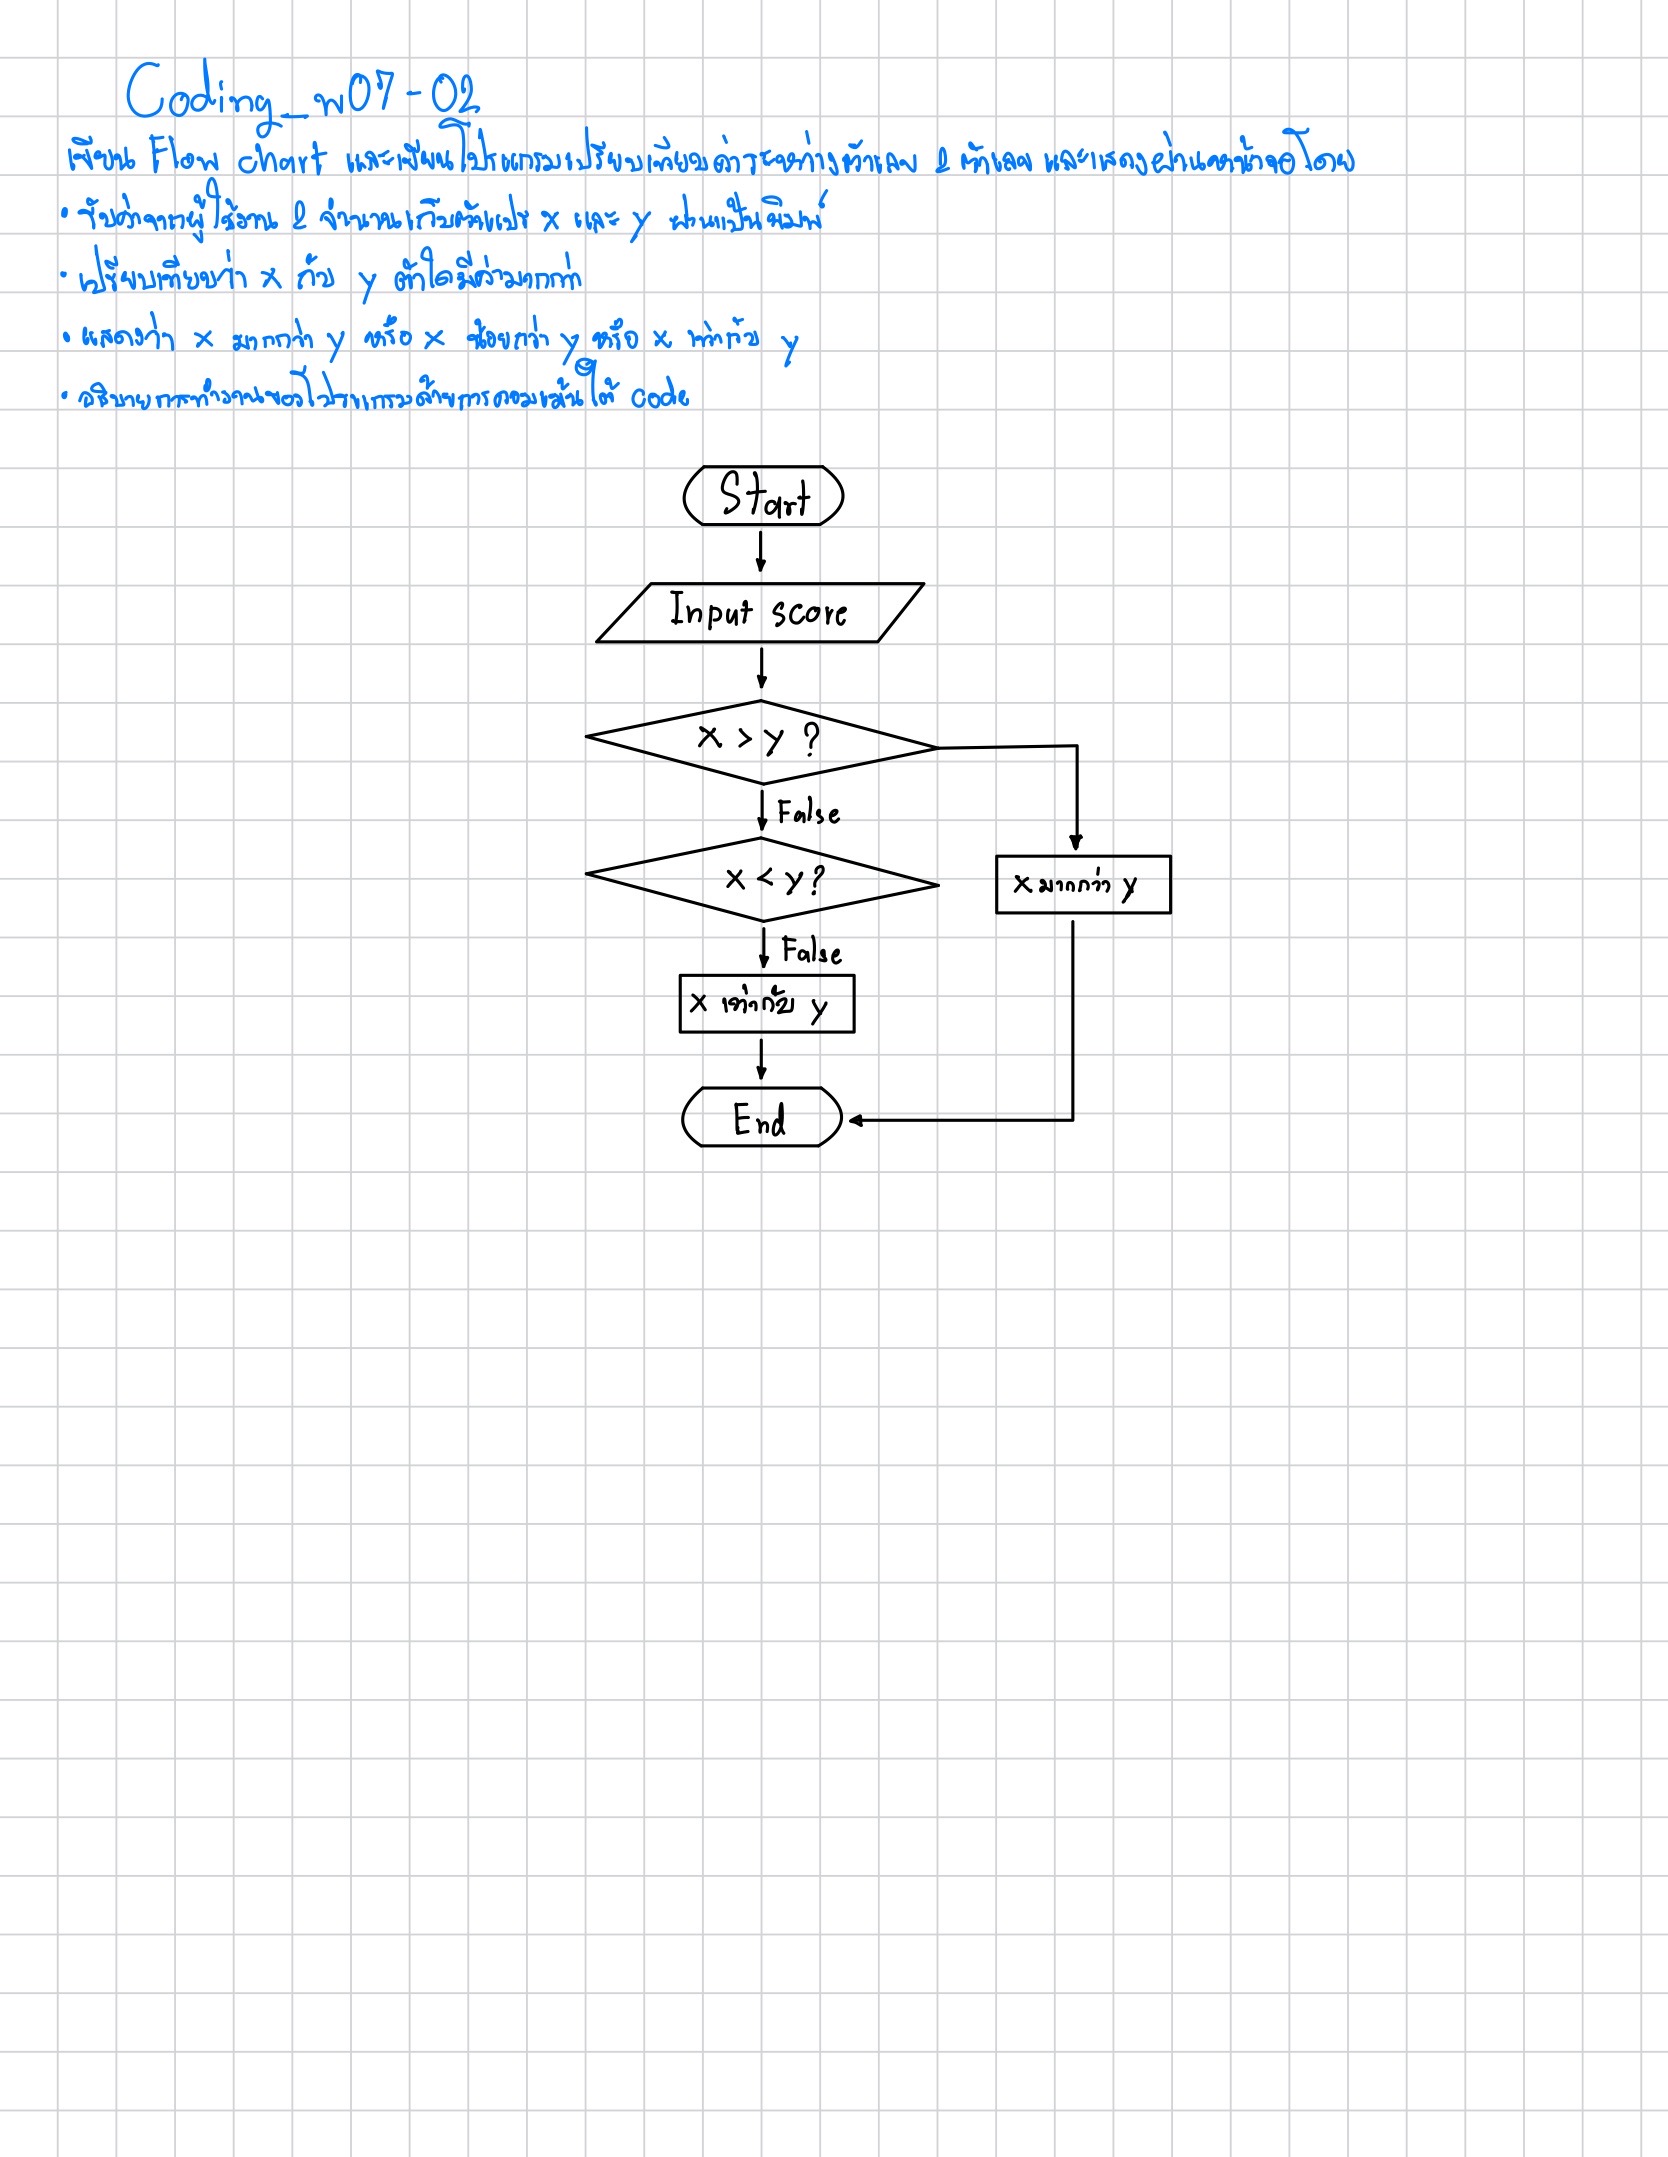 Coding_w07-02
เขียน Flow chart และเขียนโปรแกรมเปรียบเทียบค่าระหว่างตัวเลข 2 ตัวเลข และแสดงผ่านหน้าจอโดย
• รับค่าจากผู้ใช้งาน 2 จำนวนเก็บตัวแปร x และ y ผ่านแป้นพิมพ์
• เปรียบเทียบว่า x กับ y ตัวใดมีค่ามากกว่า
• แสดงว่า x มากกว่า y หรือ x น้อยกว่า y หรือ x เท่ากับ y
• อธิบายการทำงานของโปรแกรมด้วยการคอมเม้นใต้ code
Start
Input score
x > y ?
False
x < y?
x มากกว่า y
False
x เท่ากับ y
End